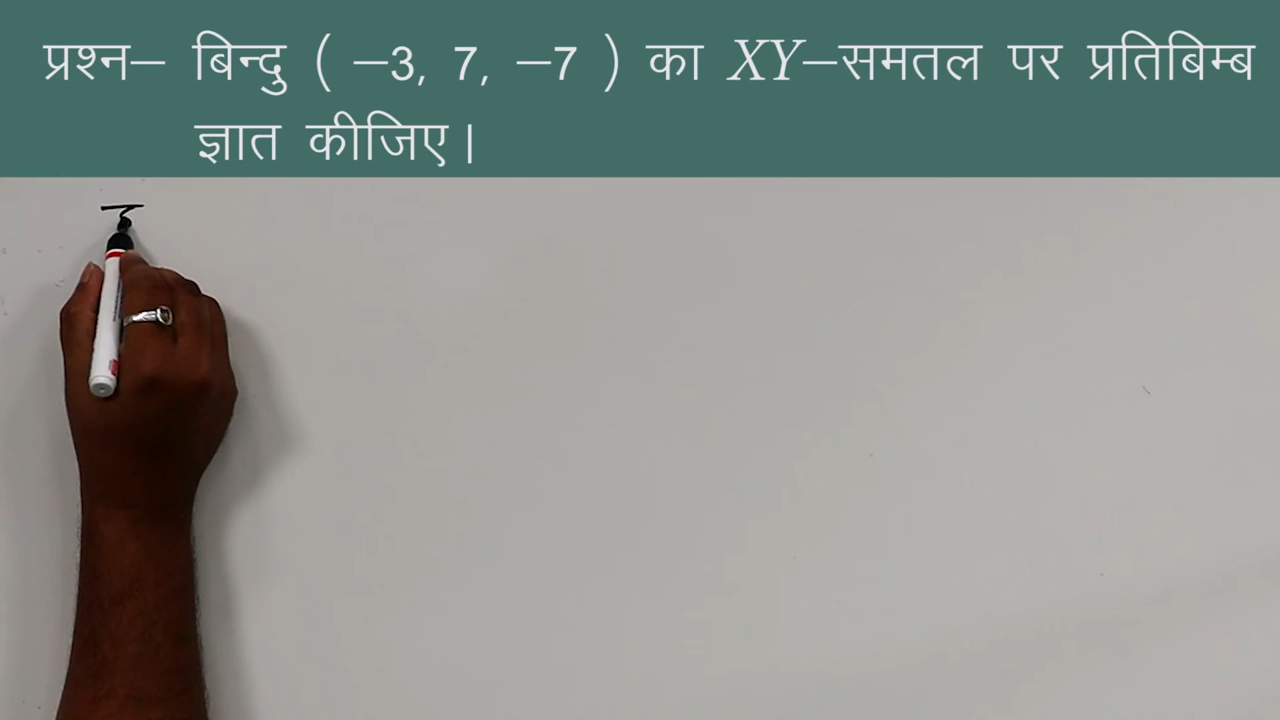 प्रश्न– बिन्दु ( –3, 7, –7 ) का XY–समतल पर प्रतिबिम्ब
ज्ञात कीजिए।